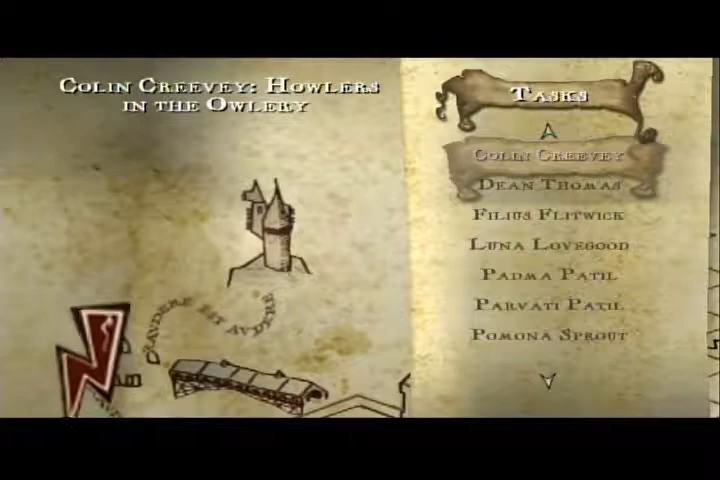 Colin Creevey: Howlers
in the Owlery
Tasks
Colin Creevey
Dean Thomas
Filius Flitwick
Luna Lovegood
Padma Patil
Parvati Patil
Pomona Sprout